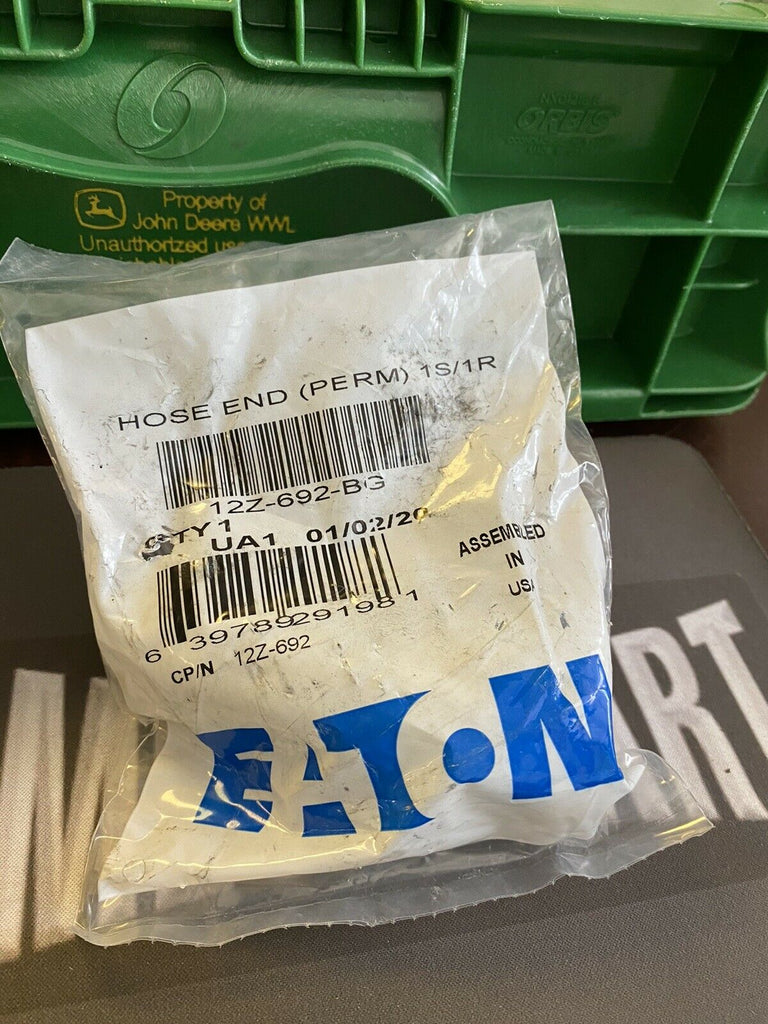 ORBIS
Property of
John Deere WWL
Unauthorized
HOSE END (PERM) 1S/1R
12Z-692-BG
QTY 1
UA1 01/02/20
ASSEMBLED
IN
USA
6 39789 29198 1
CP/N 12Z-692
EATON